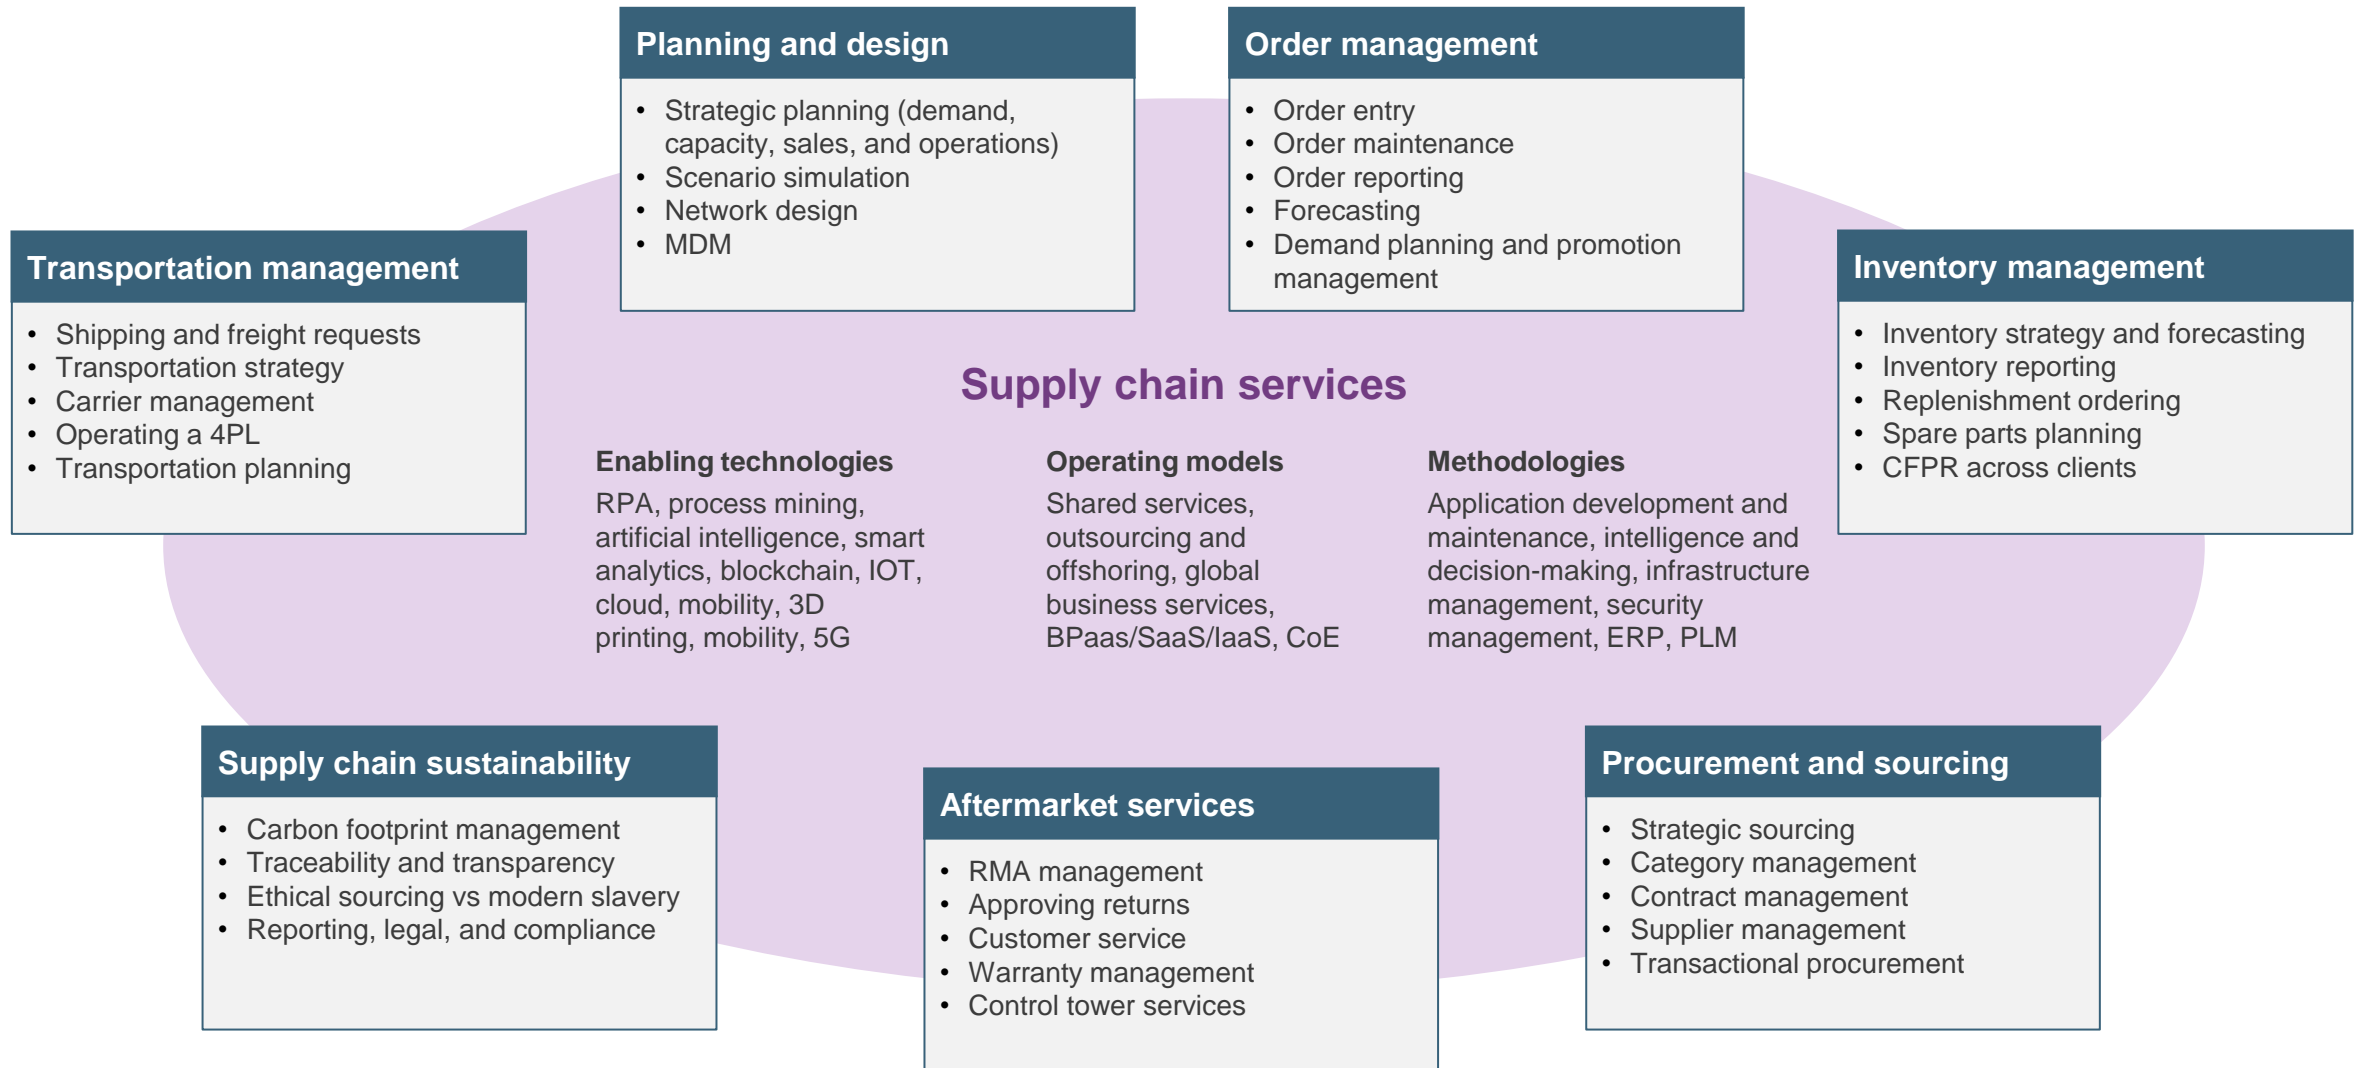 Planning and design
• Strategic planning (demand,
capacity, sales, and operations)
• Scenario simulation
• Network design
• MDM
Order management
• Order entry
• Order maintenance
• Order reporting
• Forecasting
• Demand planning and promotion
management
Transportation management
• Shipping and freight requests
• Transportation strategy
• Carrier management
• Operating a 4PL
• Transportation planning
Inventory management
• Inventory strategy and forecasting
• Inventory reporting
• Replenishment ordering
• Spare parts planning
• CFPR across clients
Supply chain services
Enabling technologies
RPA, process mining,
artificial intelligence, smart
analytics, blockchain, IOT,
cloud, mobility, 3D
printing, mobility, 5G
Operating models
Shared services,
outsourcing and
offshoring, global
business services,
BPaas/SaaS/IaaS, CoE
Methodologies
Application development and
maintenance, intelligence and
decision-making, infrastructure
management, security
management, ERP, PLM
Supply chain sustainability
• Carbon footprint management
• Traceability and transparency
• Ethical sourcing vs modern slavery
• Reporting, legal, and compliance
Aftermarket services
• RMA management
• Approving returns
• Customer service
• Warranty management
• Control tower services
Procurement and sourcing
• Strategic sourcing
• Category management
• Contract management
• Supplier management
• Transactional procurement